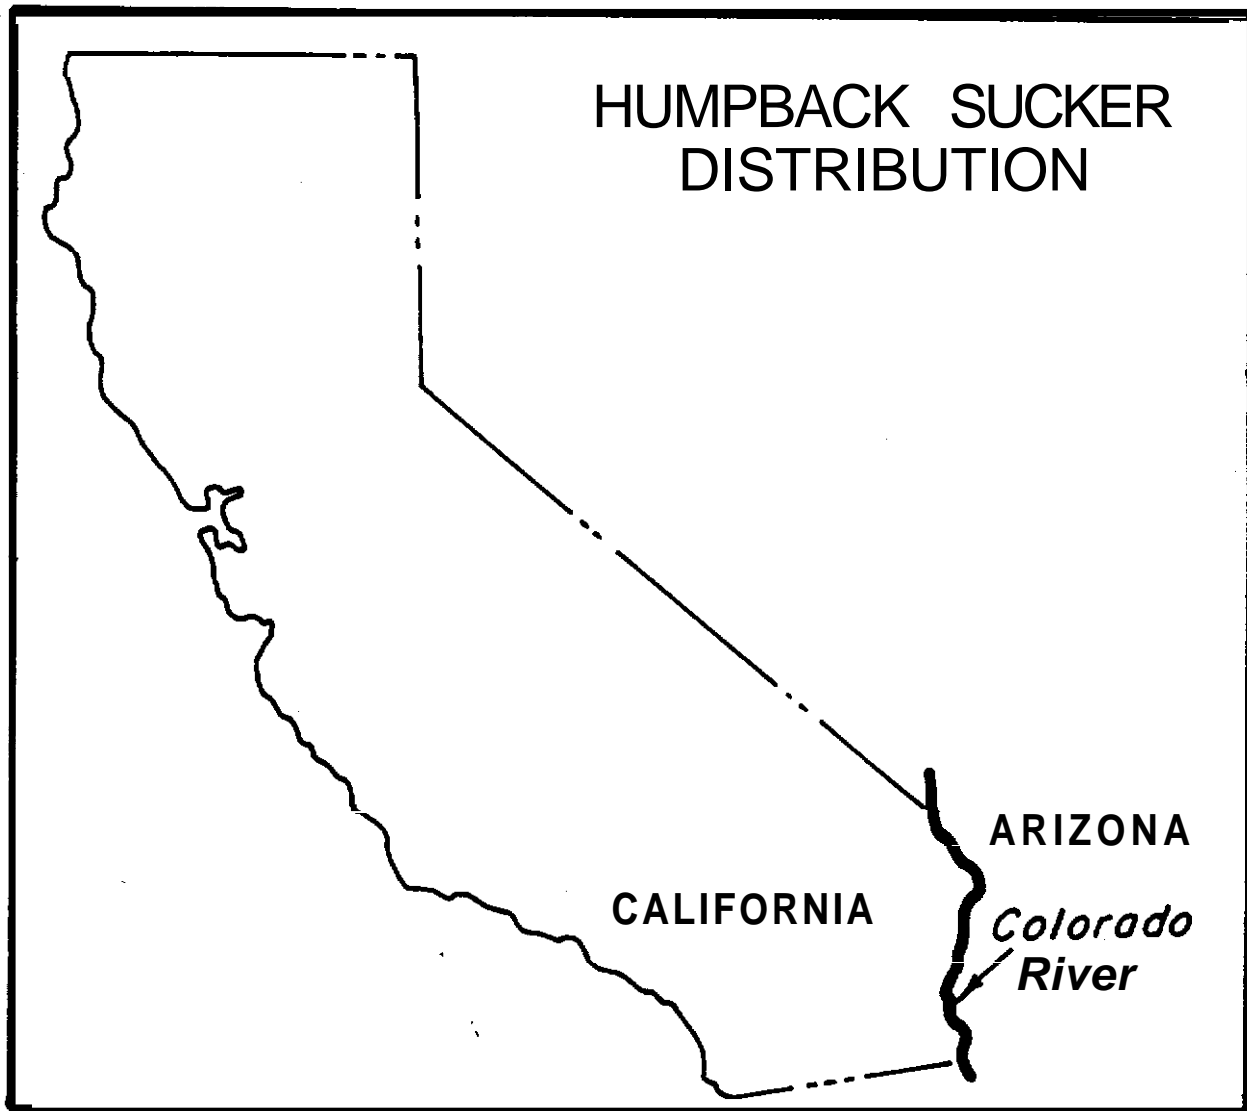 HUMPBACK SUCKER
DISTRIBUTION
ARIZONA
CALIFORNIA
Colorado
River